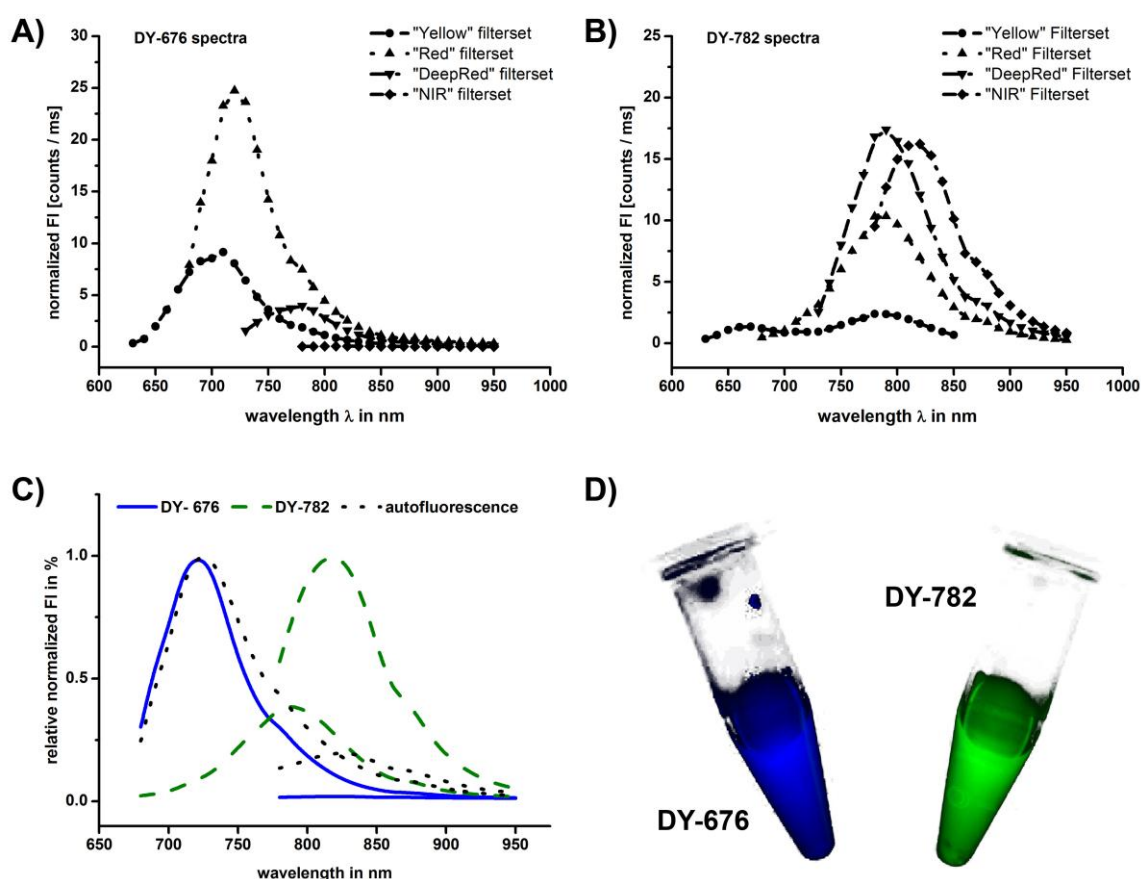 A)
DY-676 spectra
"Yellow" filterset
"Red" filterset
"DeepRed" filterset
"NIR" filterset
30
25
20
15
10
5
0
normalized FI [counts / ms]
600 650 700 750 800 850 900 950 1000
wavelength λ in nm
B)
DY-782 spectra
"Yellow" Filterset
"Red" Filterset
"DeepRed" Filterset
"NIR" Filterset
25
20
15
10
5
0
normalized FI [counts / ms]
600 650 700 750 800 850 900 950 1000
wavelength λ in nm
C)
DY- 676 DY-782 autofluorescence
1.0
0.5
0.0
relative normalized FI in %
650 700 750 800 850 900 950
wavelength in nm
D)
DY-782
DY-676